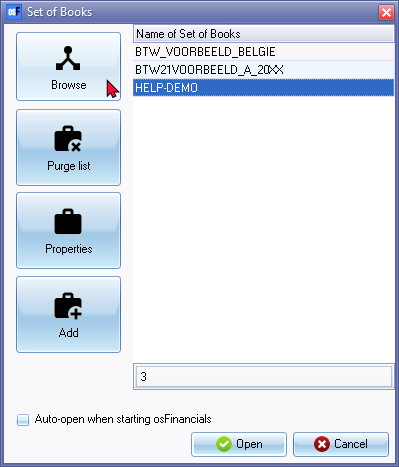 Set of Books
Browse
Purge list
Properties
Add
Name of Set of Books
BTW_VOORBEELD_BELGIE
BTW21VOORBEELD_A_20XX
HELP-DEMO
3
Auto-open when starting osFinancials
Open
Cancel